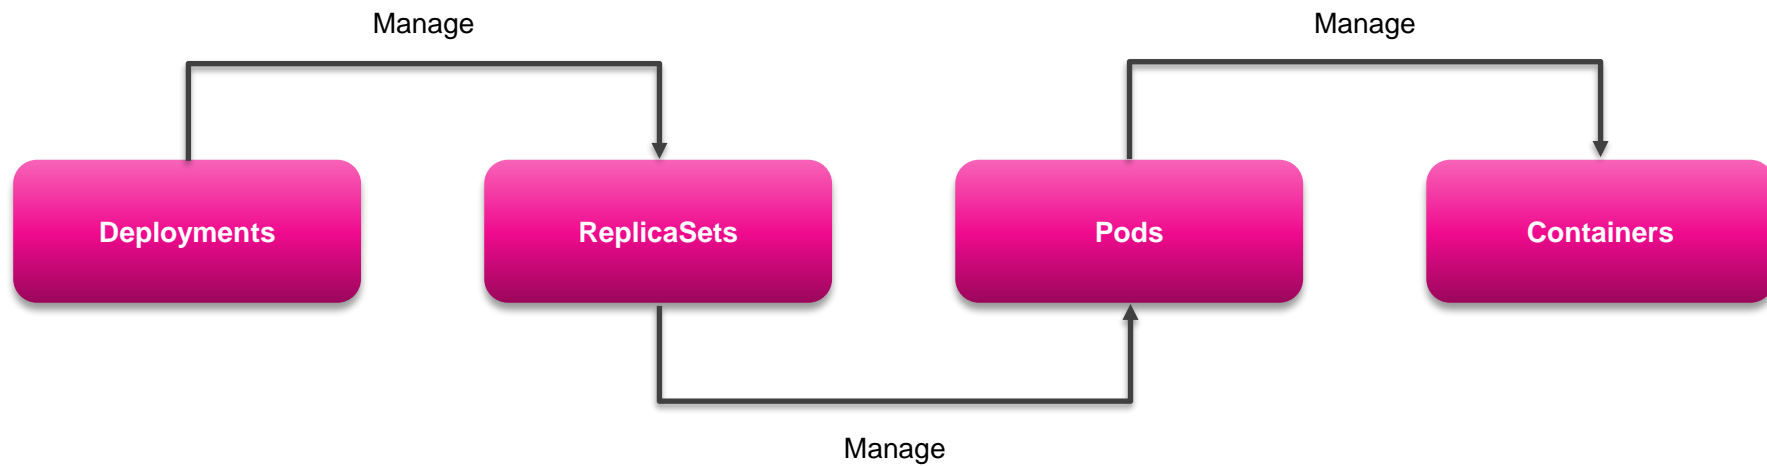 Manage
Manage
Deployments
ReplicaSets
Pods
Containers
Manage